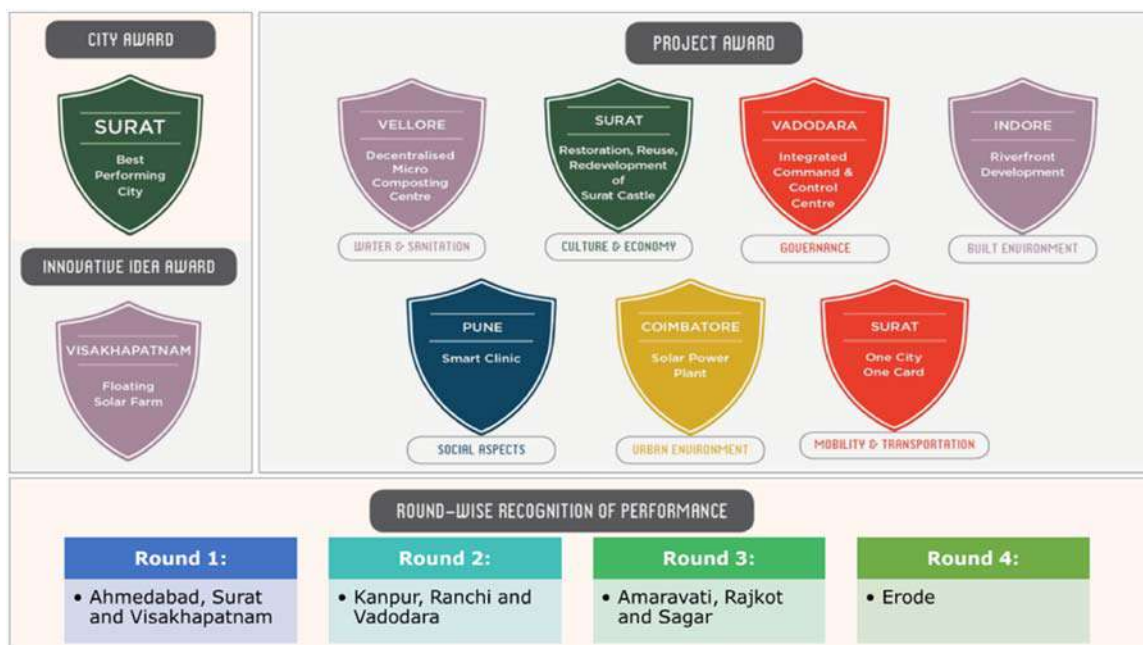 CITY AWARD
SURAT
Best
Performing
City
INNOVATIVE IDEA AWARD
VISAKHAPATNAM
Floating
Solar Farm
PROJECT AWARD
VELLORE
Decentralised
Micro
Composting
Centre
WATER & SANITATION
SURAT
Restoration, Reuse,
Redevelopment
of
Surat Castle
CULTURE & ECONOMY
VADODARA
Integrated
Command &
Control
Centre
GOVERNANCE
INDORE
Riverfront
Development
BUILT ENVIRONMENT
PUNE
Smart Clinic
SOCIAL ASPECTS
COIMBATORE
Solar Power
Plant
URBAN ENVIRONMENT
SURAT
One City
One Card
MOBILITY & TRANSPORTATION
ROUND-WISE RECOGNITION OF PERFORMANCE
Round 1:
• Ahmedabad, Surat
and Visakhapatnam
Round 2:
• Kanpur, Ranchi and
Vadodara
Round 3:
• Amaravati, Rajkot
and Sagar
Round 4:
• Erode